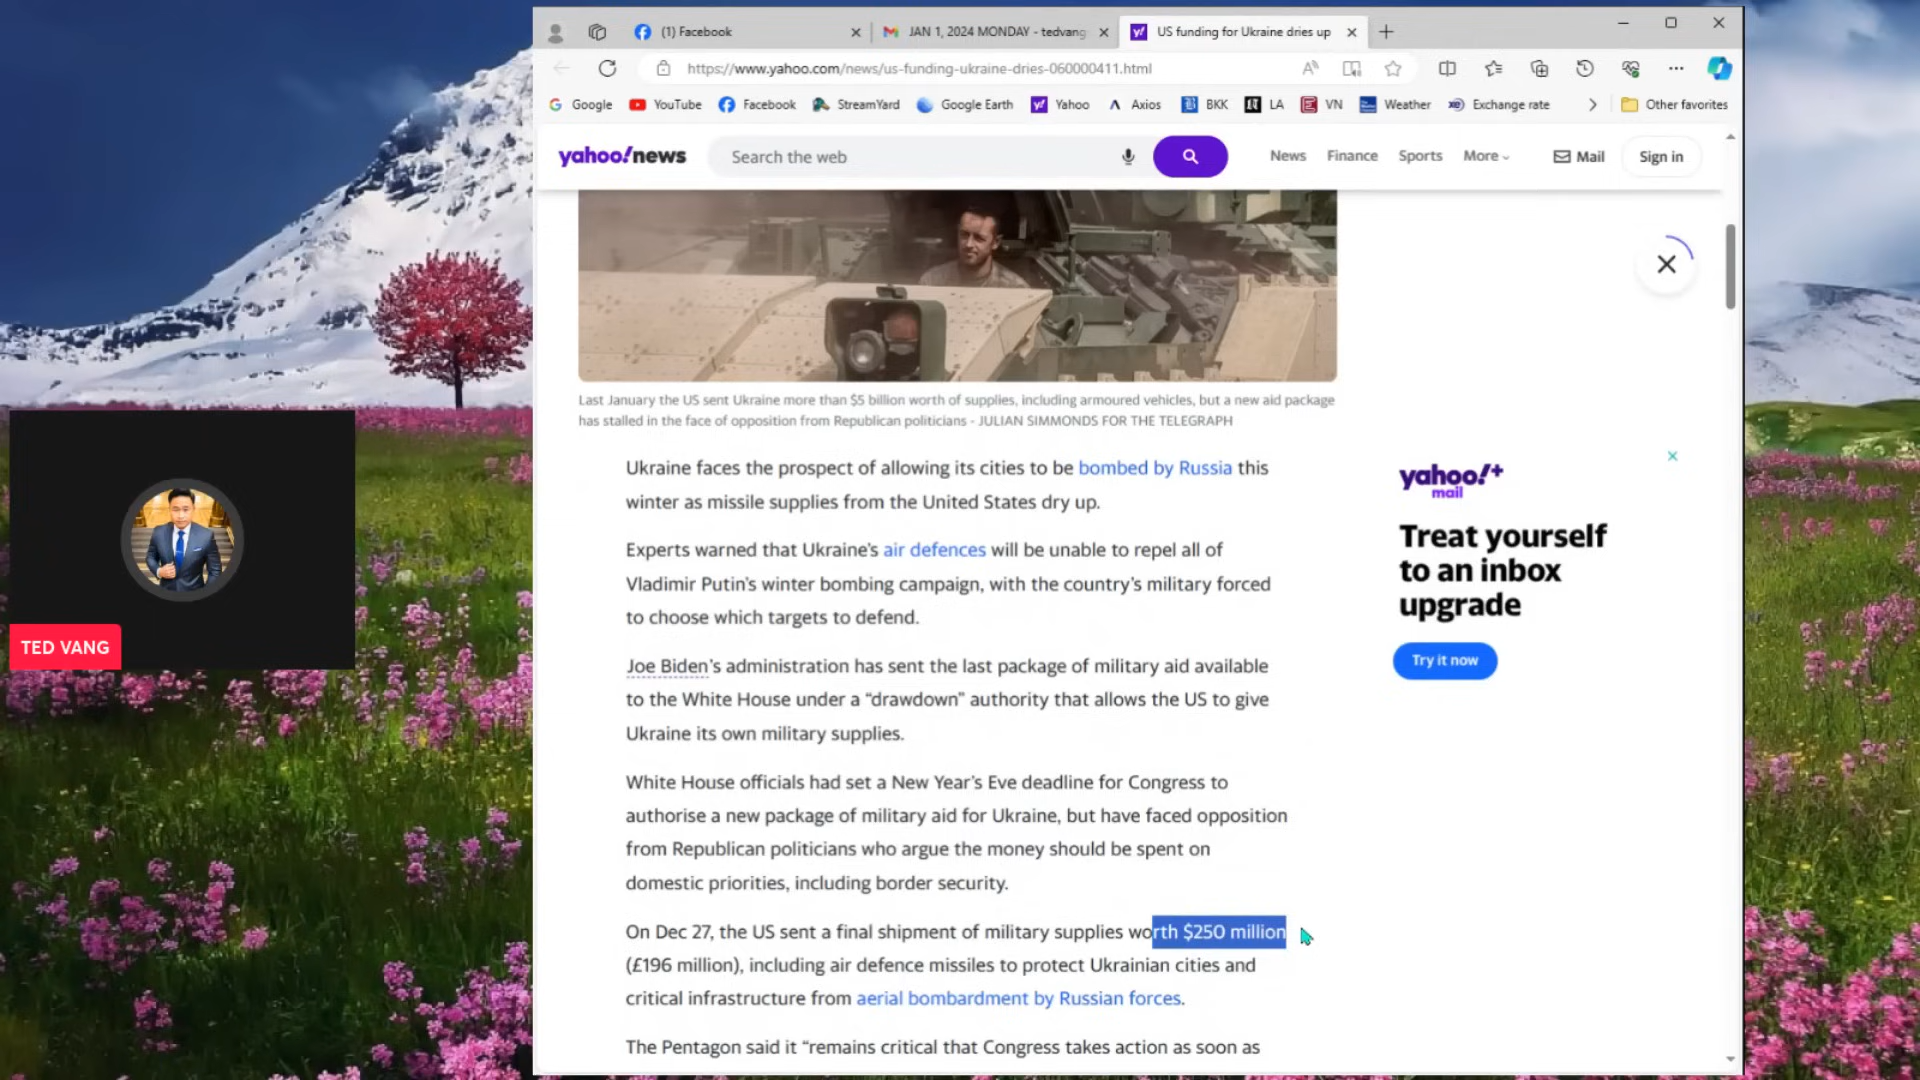 (1) Facebook
JAN 1, 2024 MONDAY - tedvang
US funding for Ukraine dries up
https://www.yahoo.com/news/us-funding-ukraine-dries-060000411.html
Google
YouTube
Facebook
StreamYard
Google Earth
Yahoo
Axios
BKK
LA
VN
Weather
Exchange rate
Other favorites
yahoo!news
Search the web
News
Finance
Sports
More
Mail
Sign in
Last January the US sent Ukraine more than $5 billion worth of supplies, including armoured vehicles, but a new aid package
has stalled in the face of opposition from Republican politicians - JULIAN SIMMONDS FOR THE TELEGRAPH
Ukraine faces the prospect of allowing its cities to be bombed by Russia this
winter as missile supplies from the United States dry up.
Experts warned that Ukraine's air defences will be unable to repel all of
Vladimir Putin's winter bombing campaign, with the country's military forced
to choose which targets to defend.
Joe Biden's administration has sent the last package of military aid available
to the White House under a “drawdown” authority that allows the US to give
Ukraine its own military supplies.
White House officials had set a New Year's Eve deadline for Congress to
authorise a new package of military aid for Ukraine, but have faced opposition
from Republican politicians who argue the money should be spent on
domestic priorities, including border security.
On Dec 27, the US sent a final shipment of military supplies worth $250 million
(£196 million), including air defence missiles to protect Ukrainian cities and
critical infrastructure from aerial bombardment by Russian forces.
The Pentagon said it “remains critical that Congress takes action as soon as
yahoo!+
mail
Treat yourself
to an inbox
upgrade
Try it now
TED VANG